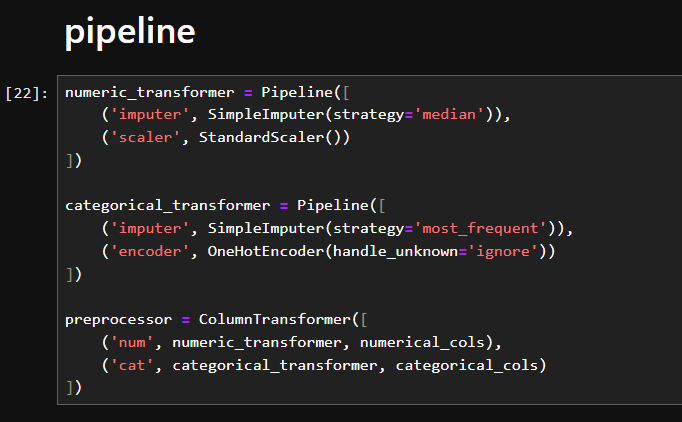 pipeline
[22]:
numeric_transformer = Pipeline([
    ('imputer', SimpleImputer(strategy='median')),
    ('scaler', StandardScaler())
])
categorical_transformer = Pipeline([
    ('imputer', SimpleImputer(strategy='most_frequent')),
    ('encoder', OneHotEncoder(handle_unknown='ignore'))
])
preprocessor = ColumnTransformer([
    ('num', numeric_transformer, numerical_cols),
    ('cat', categorical_transformer, categorical_cols)
])